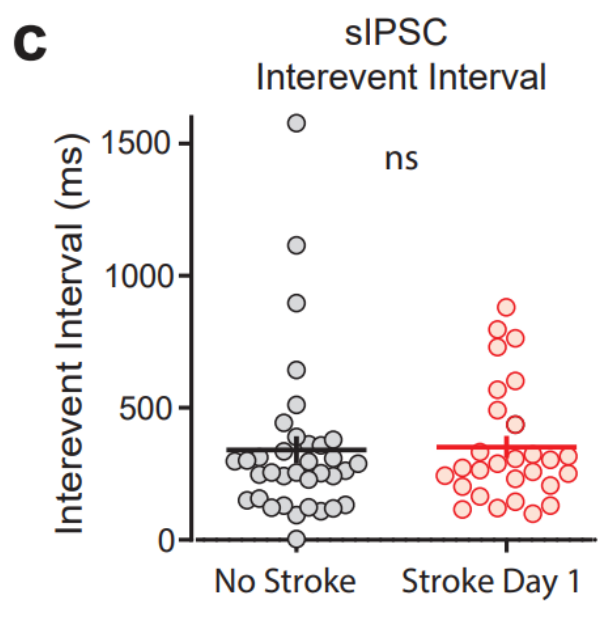 c
sIPSC
Interevent Interval
ns
Interevent Interval (ms)
1500
1000
500
0
No Stroke
Stroke Day 1